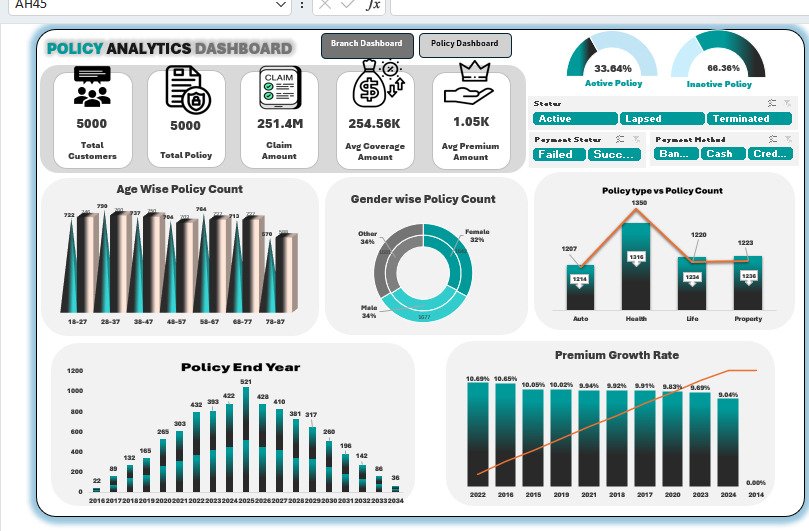 AH45
fx
POLICY ANALYTICS DASHBOARD
Branch Dashboard
Policy Dashboard
33.64%
Active Policy
66.36%
Inactive Policy
5000
Total
Customers
5000
Total Policy
CLAIM
251.4M
Claim
Amount
254.56K
Avg Coverage
Amount
1.05K
Avg Premium
Amount
Status
Active
Lapsed
Terminated
Payment Status
Failed
Succ...
Payment Method
Ban...
Cash
Cred...
Age Wise Policy Count
722
799
737
704
764
713
570
18-27
28-37
38-47
48-57
58-67
68-77
78-87
Gender wise Policy Count
Other
34%
Female
32%
Male
34%
Policy type vs Policy Count
1207
1350
1220
1223
1214
1316
1234
1236
Auto
Health
Life
Property
Policy End Year
1200
1000
800
600
400
200
0
22
89
132
165
265
303
432
393
422
521
428
410
381
317
260
196
142
86
36
2016 2017 2018 2019 2020 2021 2022 2023 2024 2025 2026 2027 2028 2029 2030 2031 2032 2033 2034
Premium Growth Rate
10.69%
10.65%
10.05%
10.02%
9.94%
9.92%
9.91%
9.83%
9.69%
9.04%
0.00%
2022
2016
2015
2019
2021
2018
2017
2020
2023
2024
2014